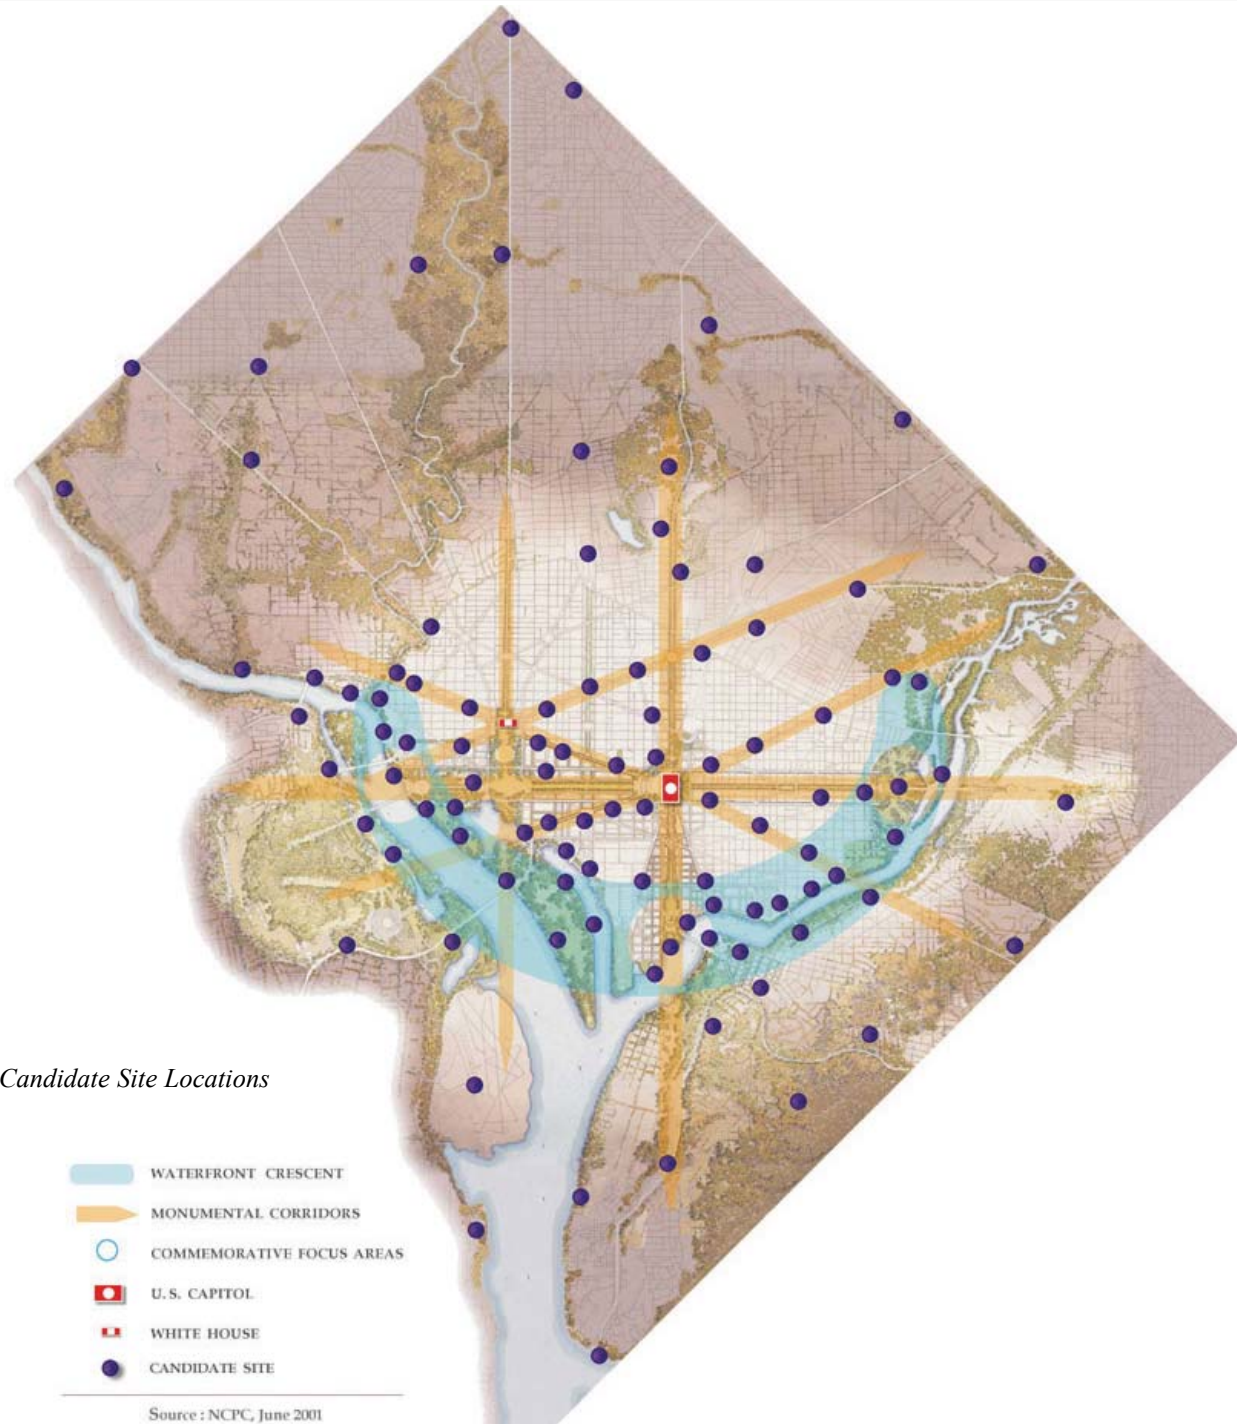 Candidate Site Locations
WATERFRONT CRESCENT
MONUMENTAL CORRIDORS
COMMEMORATIVE FOCUS AREAS
U.S. CAPITOL
WHITE HOUSE
CANDIDATE SITE
Source : NCPC, June 2001